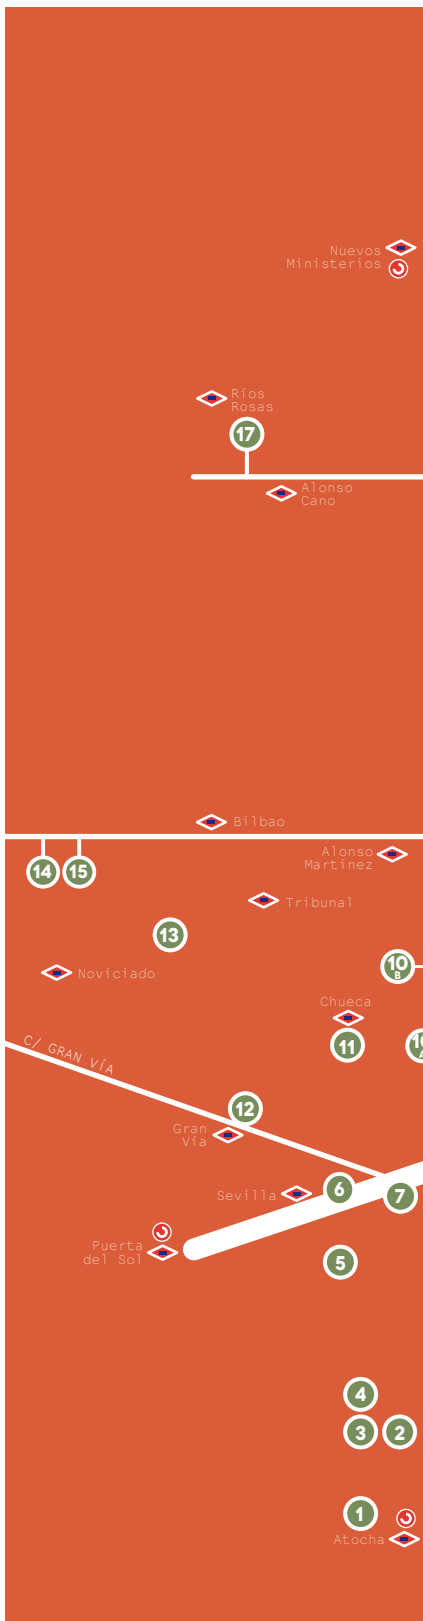 Nuevos
Ministerios
Ríos
Rosas
17
Alonso
Cano
Bilbao
Alonso
Martinez
14
15
Tribunal
13
10
B
Noviciado
Chueca
11
C/ GRAN VÍA
12
Gran
Vía
6
7
Sevilla
Puerta
del Sol
5
4
3
2
1
Atocha